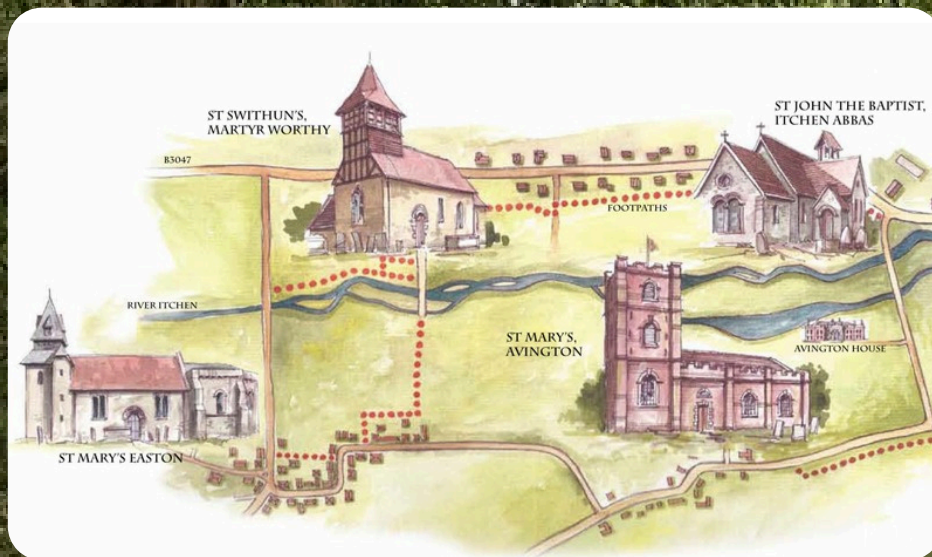 ST SWITHUN'S,
MARTYR WORTHY
ST JOHN THE BAPTIST,
ITCHEN ABBAS
B3047
FOOTPATHS
RIVER ITCHEN
ST MARY'S,
AVINGTON
AVINGTON HOUSE
ST MARY'S EASTON